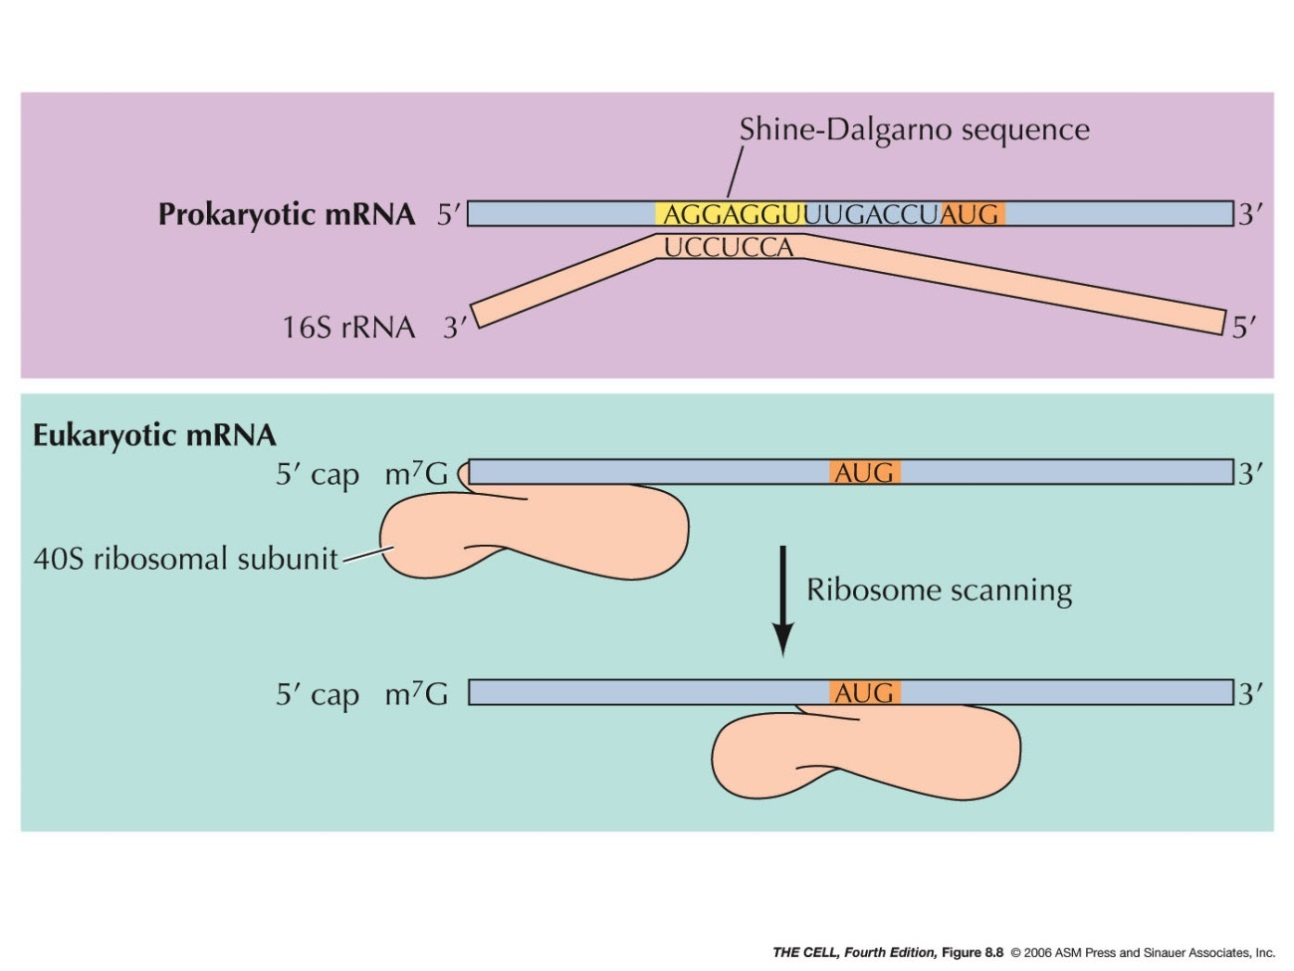 Shine-Dalgarno sequence
Prokaryotic mRNA 5′ AGGAGGUUUGACCUAUG 3′
UCCUCCA
16S rRNA 3′ 5′
Eukaryotic mRNA
5′ cap m⁷G AUG 3′
40S ribosomal subunit
Ribosome scanning
5′ cap m⁷G AUG 3′
THE CELL, Fourth Edition, Figure 8.8 © 2006 ASM Press and Sinauer Associates, Inc.